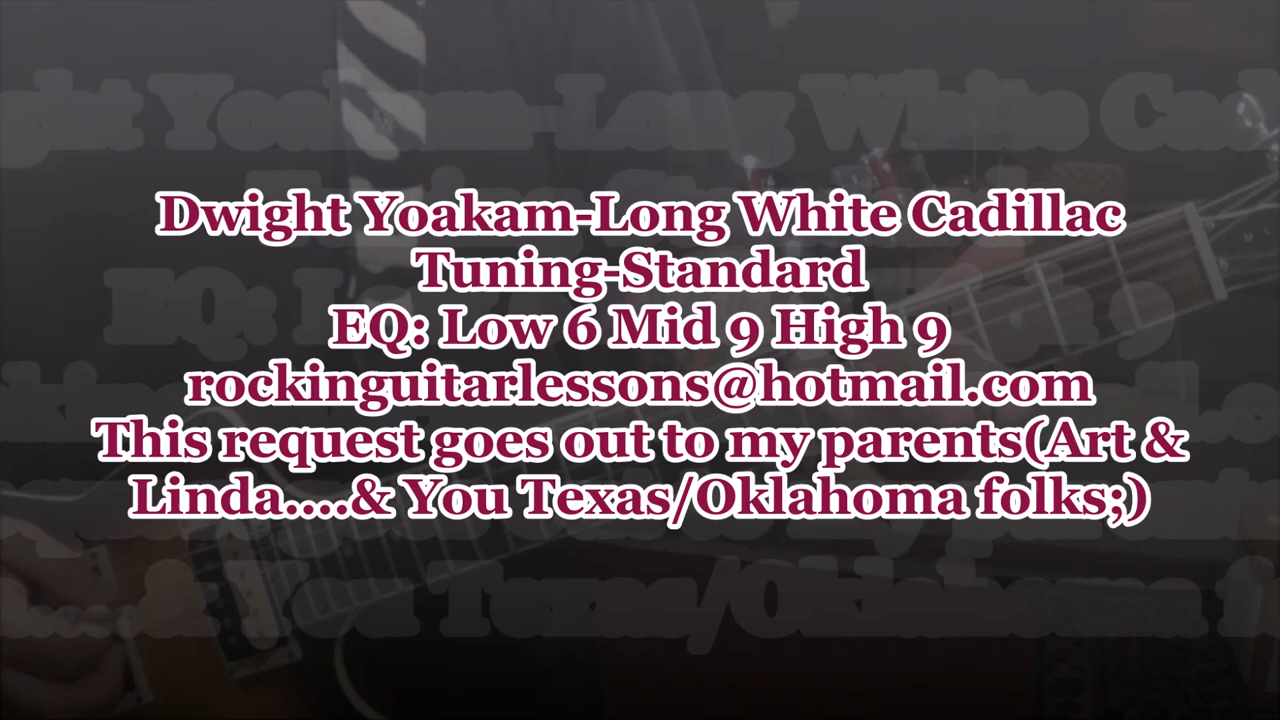 Dwight Yoakam-Long White Cadillac
Tuning-Standard
EQ: Low 6 Mid 9 High 9
rockinguitarlessons@hotmail.com
This request goes out to my parents(Art &
Linda....& You Texas/Oklahoma folks;)